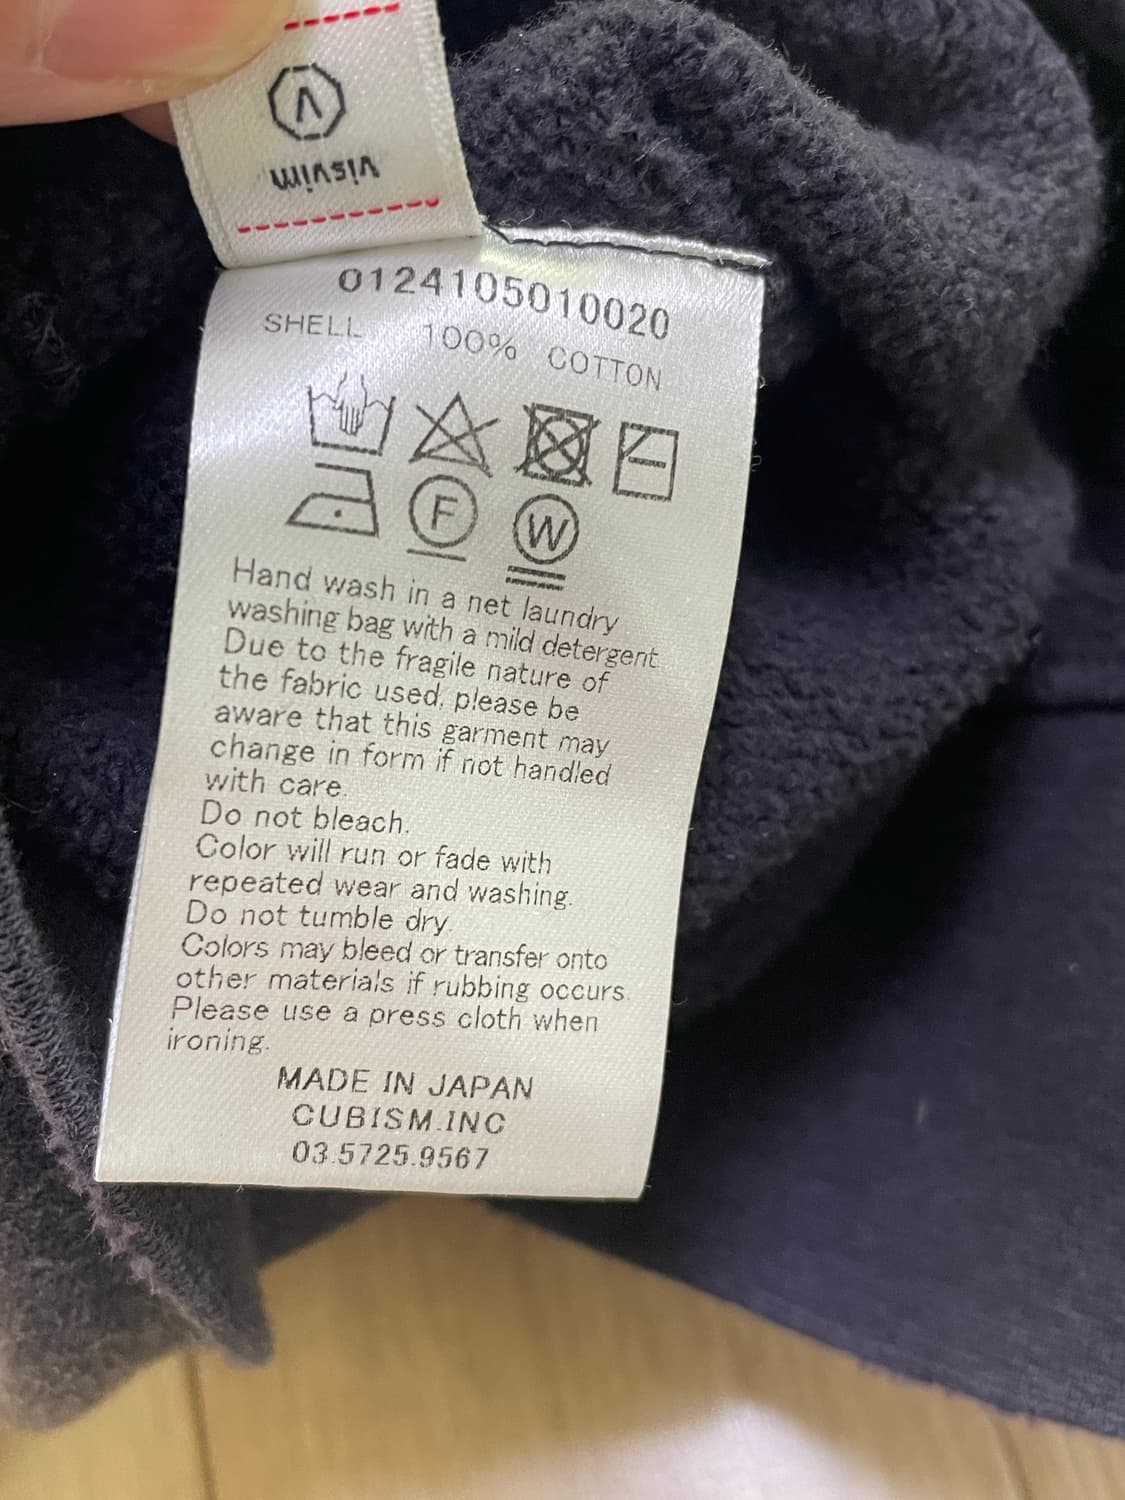 visvim
0124105010020
SHELL 100% COTTON
F W
Hand wash in a net laundry
washing bag with a mild detergent.
Due to the fragile nature of
the fabric used, please be
aware that this garment may
change in form if not handled
with care.
Do not bleach.
Color will run or fade with
repeated wear and washing.
Do not tumble dry.
Colors may bleed or transfer onto
other materials if rubbing occurs.
Please use a press cloth when
ironing.
MADE IN JAPAN
CUBISM.INC
03.5725.9567